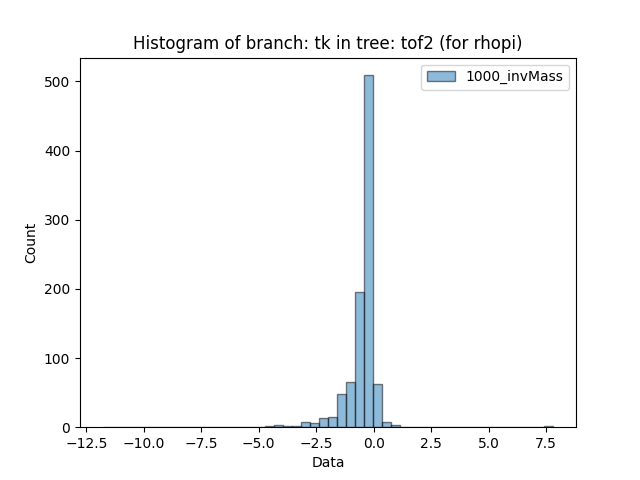 Histogram of branch: tk in tree: tof2 (for rhopi)
1000_invMass
500
400
300
200
100
0
Count
−12.5 −10.0 −7.5 −5.0 −2.5 0.0 2.5 5.0 7.5
Data